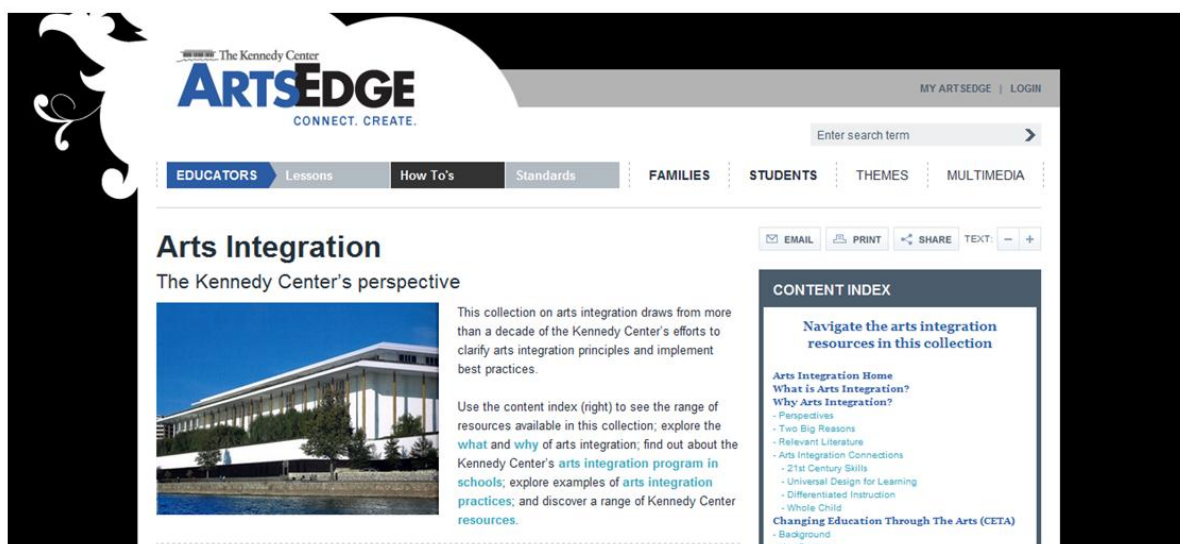 The Kennedy Center
ARTSEDGE
CONNECT. CREATE.
MY ARTSEDGE | LOGIN
Enter search term
EDUCATORS Lessons How To's Standards FAMILIES STUDENTS THEMES MULTIMEDIA
Arts Integration
The Kennedy Center's perspective
EMAIL PRINT SHARE TEXT: - +
This collection on arts integration draws from more
than a decade of the Kennedy Center's efforts to
clarify arts integration principles and implement
best practices.
Use the content index (right) to see the range of
resources available in this collection; explore the
what and why of arts integration; find out about the
Kennedy Center's arts integration program in
schools; explore examples of arts integration
practices; and discover a range of Kennedy Center
resources.
CONTENT INDEX
Navigate the arts integration
resources in this collection
Arts Integration Home
What is Arts Integration?
Why Arts Integration?
- Perspectives
- Two Big Reasons
- Relevant Literature
- Arts Integration Connections
- 21st Century Skills
- Universal Design for Learning
- Differentiated Instruction
- Whole Child
Changing Education Through The Arts (CETA)
- Background